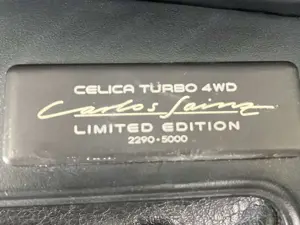 CELICA TURBO 4WD
Carlos Sainz
LIMITED EDITION
2290•5000